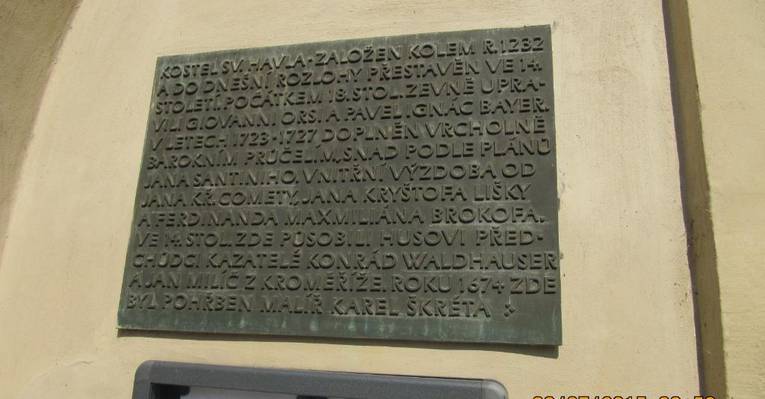 KOSTEL SV. HAVLA · ZALOŽEN KOLEM R. 1232
A DO DNEŠNÍ ROZLOHY PŘESTAVĚN VE 14.
STOLETÍ. POČÁTKEM 18. STOL. ZEVNĚ UPRA-
VILI GIOVANNI ORSI A PAVEL IGNÁC BAYER.
V LETECH 1723-1727 DOPLNĚN VRCHOLNĚ
BAROKNÍM PRŮČELÍM, SNAD PODLE PLÁNŮ
JANA SANTINIHO. VNITŘNÍ VÝZDOBA OD
JANA KŘ. COMETY, JANA KRYŠTOFA LIŠKY
A FERDINANDA MAXMILIÁNA BROKOFA.
VE 14. STOL. ZDE PŮSOBILI HUSOVI PŘED-
CHŮDCI KAZATELÉ KONRÁD WALDHAUSER
A JAN MILÍČ Z KROMĚŘÍŽE. ROKU 1674 ZDE
BYL POHŘBEN MALÍŘ KAREL ŠKRÉTA